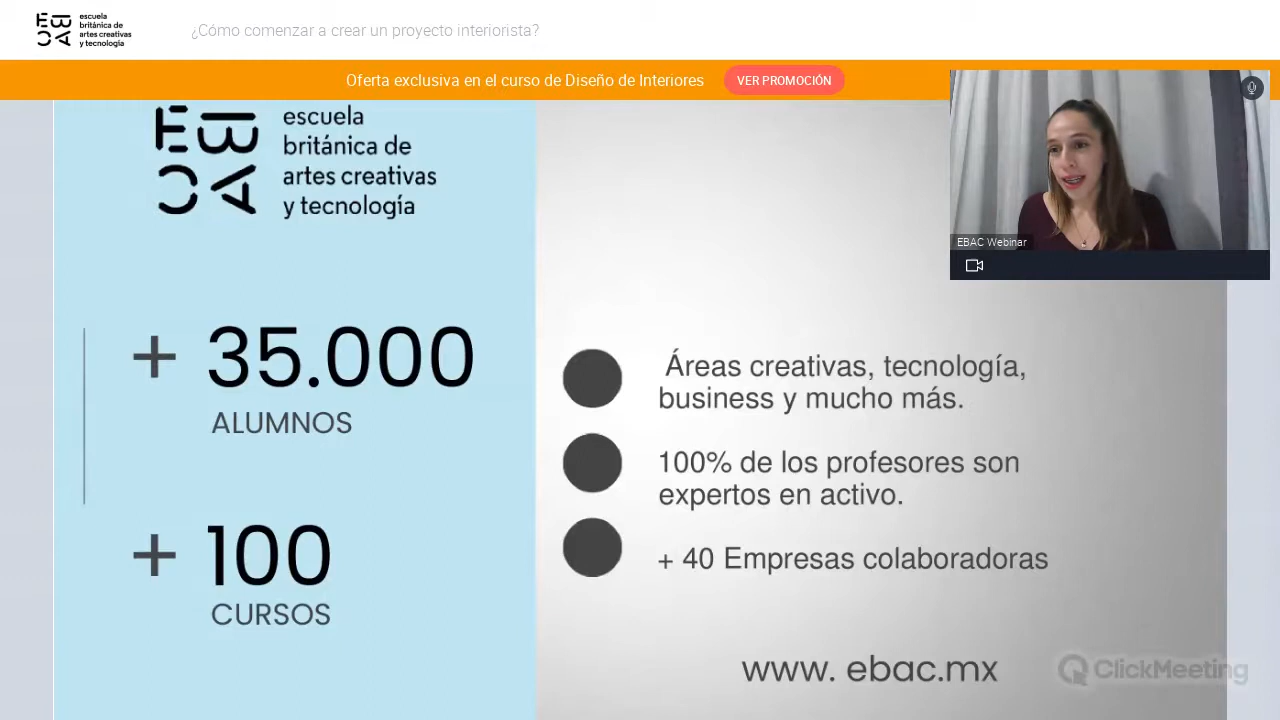 escuela
británica de
artes creativas
y tecnología
¿Cómo comenzar a crear un proyecto interiorista?
Oferta exclusiva en el curso de Diseño de Interiores
VER PROMOCIÓN
EBAC
escuela
británica de
artes creativas
y tecnología
EBAC Webinar
+ 35.000
ALUMNOS
+ 100
CURSOS
Áreas creativas, tecnología,
business y mucho más.
100% de los profesores son
expertos en activo.
+ 40 Empresas colaboradoras
www. ebac.mx
ClickMeeting